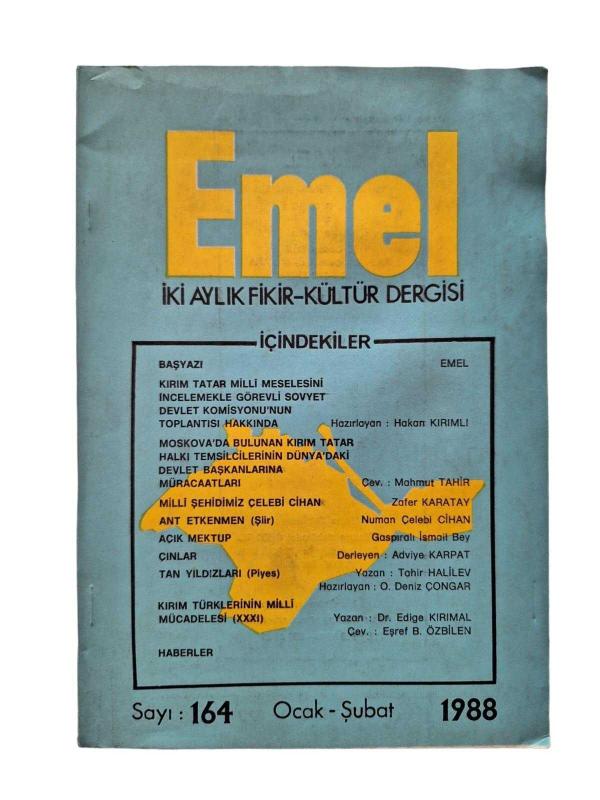 Emel
İKİ AYLIK FİKİR-KÜLTÜR DERGİSİ
İÇİNDEKİLER
BAŞYAZI EMEL
KIRIM TATAR MİLLİ MESELESİNİ
İNCELEMEKLE GÖREVLİ SOVYET
DEVLET KOMİSYONU'NUN
TOPLANTISI HAKKINDA Hazırlayan : Hakan KIRIMLI
MOSKOVA'DA BULUNAN KIRIM TATAR
HALKI TEMSİLCİLERİNİN DÜNYA'DAKİ
DEVLET BAŞKANLARINA
MÜRACAATLARI Çev. : Mahmut TAHİR
MİLLİ ŞEHİDİMİZ ÇELEBİ CİHAN Zafer KARATAY
ANT ETKENMEN (Şiir) Numan Çelebi CİHAN
AÇIK MEKTUP Gaspıralı İsmail Bey
ÇINLAR Derleyen : Adviye KARPAT
TAN YILDIZLARI (Piyes) Yazan : Tahir HALİLEV
Hazırlayan : O. Deniz ÇONGAR
KIRIM TÜRKLERİNİN MİLLİ
MÜCADELESİ (XXXI) Yazan : Dr. Edige KIRIMAL
Çev. : Eşref B. ÖZBİLEN
HABERLER
Sayı : 164 Ocak - Şubat 1988